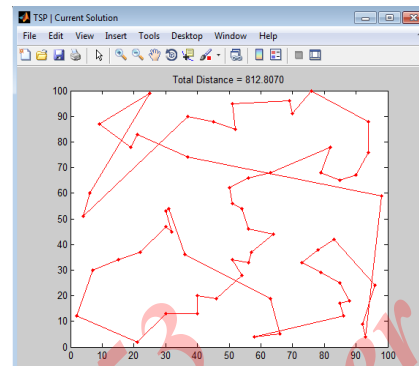 TSP | Current Solution
File Edit View Insert Tools Desktop Window Help
Total Distance = 812.8070
100
90
80
70
60
50
40
30
20
10
0
0 10 20 30 40 50 60 70 80 90 100